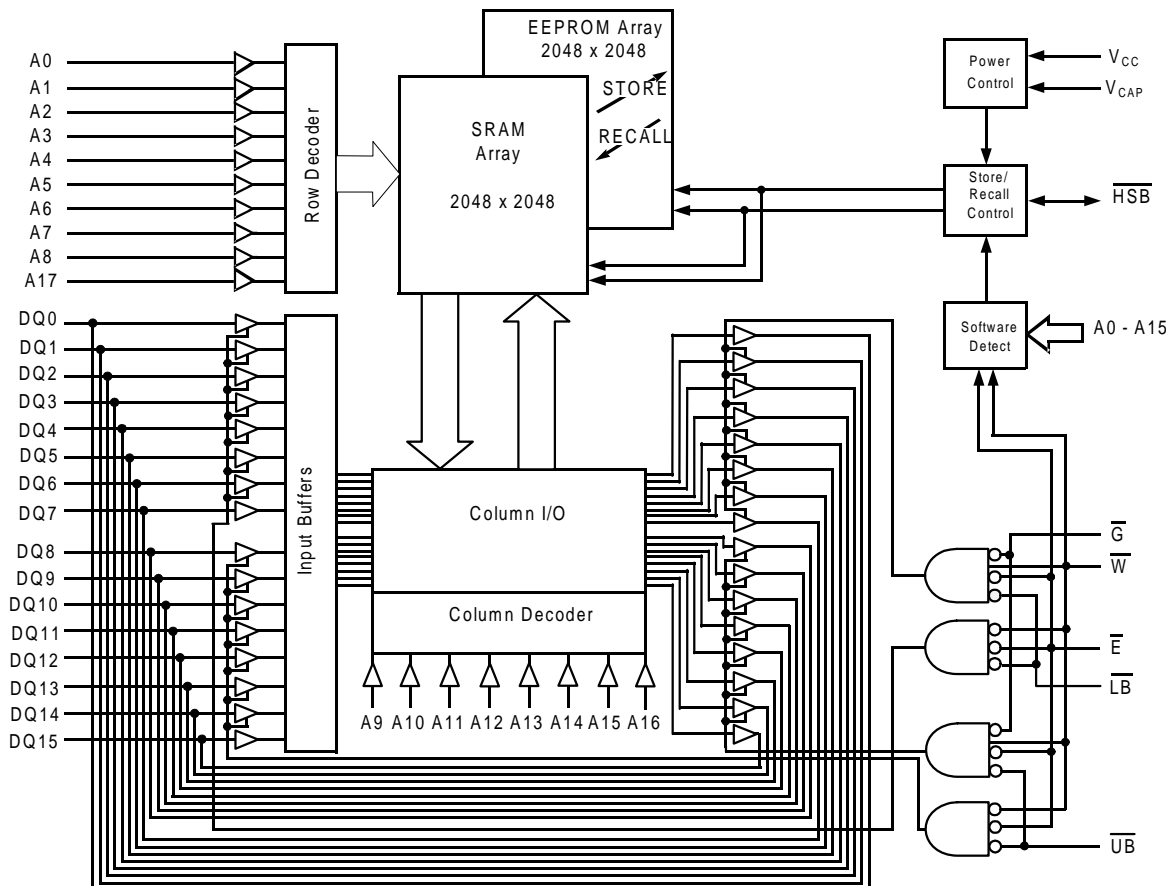 EEPROM Array
2048 x 2048
STORE
RECALL
SRAM
Array
2048 x 2048
A0
A1
A2
A3
A4
A5
A6
A7
A8
A17
Row Decoder
Power
Control
VCC
VCAP
Store/
Recall
Control
HSB
Software
Detect
A0 - A15
DQ0
DQ1
DQ2
DQ3
DQ4
DQ5
DQ6
DQ7
DQ8
DQ9
DQ10
DQ11
DQ12
DQ13
DQ14
DQ15
Input Buffers
Column I/O
Column Decoder
A9 A10 A11 A12 A13 A14 A15 A16
G
W
E
LB
UB